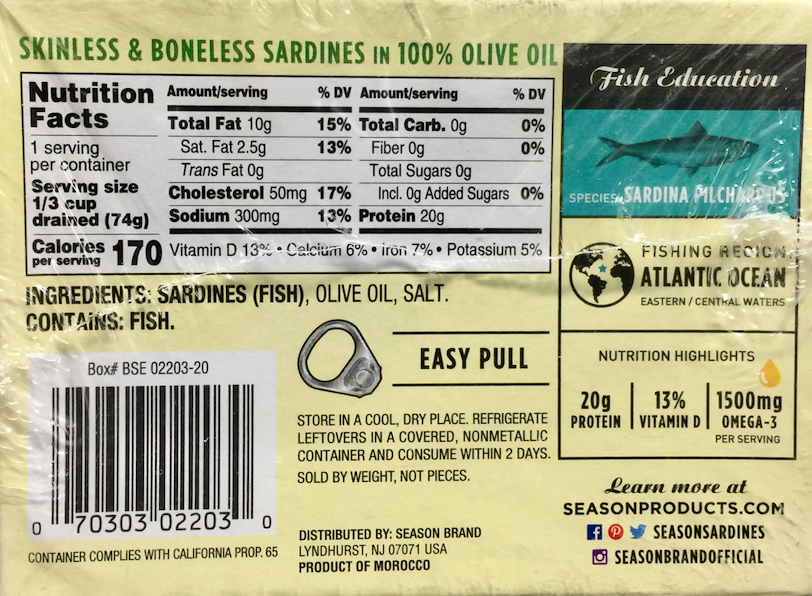 SKINLESS & BONELESS SARDINES IN 100% OLIVE OIL
Nutrition
Facts
1 serving
per container
Serving size
1/3 cup
drained (74g)
Calories
per serving 170
Amount/serving % DV
Total Fat 10g 15%
Sat. Fat 2.5g 13%
Trans Fat 0g
Cholesterol 50mg 17%
Sodium 300mg 13%
Amount/serving % DV
Total Carb. 0g 0%
Fiber 0g 0%
Total Sugars 0g
Incl. 0g Added Sugars 0%
Protein 20g
Vitamin D 13% • Calcium 6% • Iron 7% • Potassium 5%
INGREDIENTS: SARDINES (FISH), OLIVE OIL, SALT.
CONTAINS: FISH.
Box# BSE 02203-20
0 70303 02203 0
CONTAINER COMPLIES WITH CALIFORNIA PROP. 65
EASY PULL
STORE IN A COOL, DRY PLACE. REFRIGERATE
LEFTOVERS IN A COVERED, NONMETALLIC
CONTAINER AND CONSUME WITHIN 2 DAYS.
SOLD BY WEIGHT, NOT PIECES.
DISTRIBUTED BY: SEASON BRAND
LYNDHURST, NJ 07071 USA
PRODUCT OF MOROCCO
Fish Education
SPECIES SARDINA PILCHARDUS
FISHING REGION:
ATLANTIC OCEAN
EASTERN / CENTRAL WATERS
NUTRITION HIGHLIGHTS
20g
PROTEIN
13%
VITAMIN D
1500mg
OMEGA-3
PER SERVING
Learn more at
SEASONPRODUCTS.COM
SEASONSARDINES
SEASONBRANDOFFICIAL